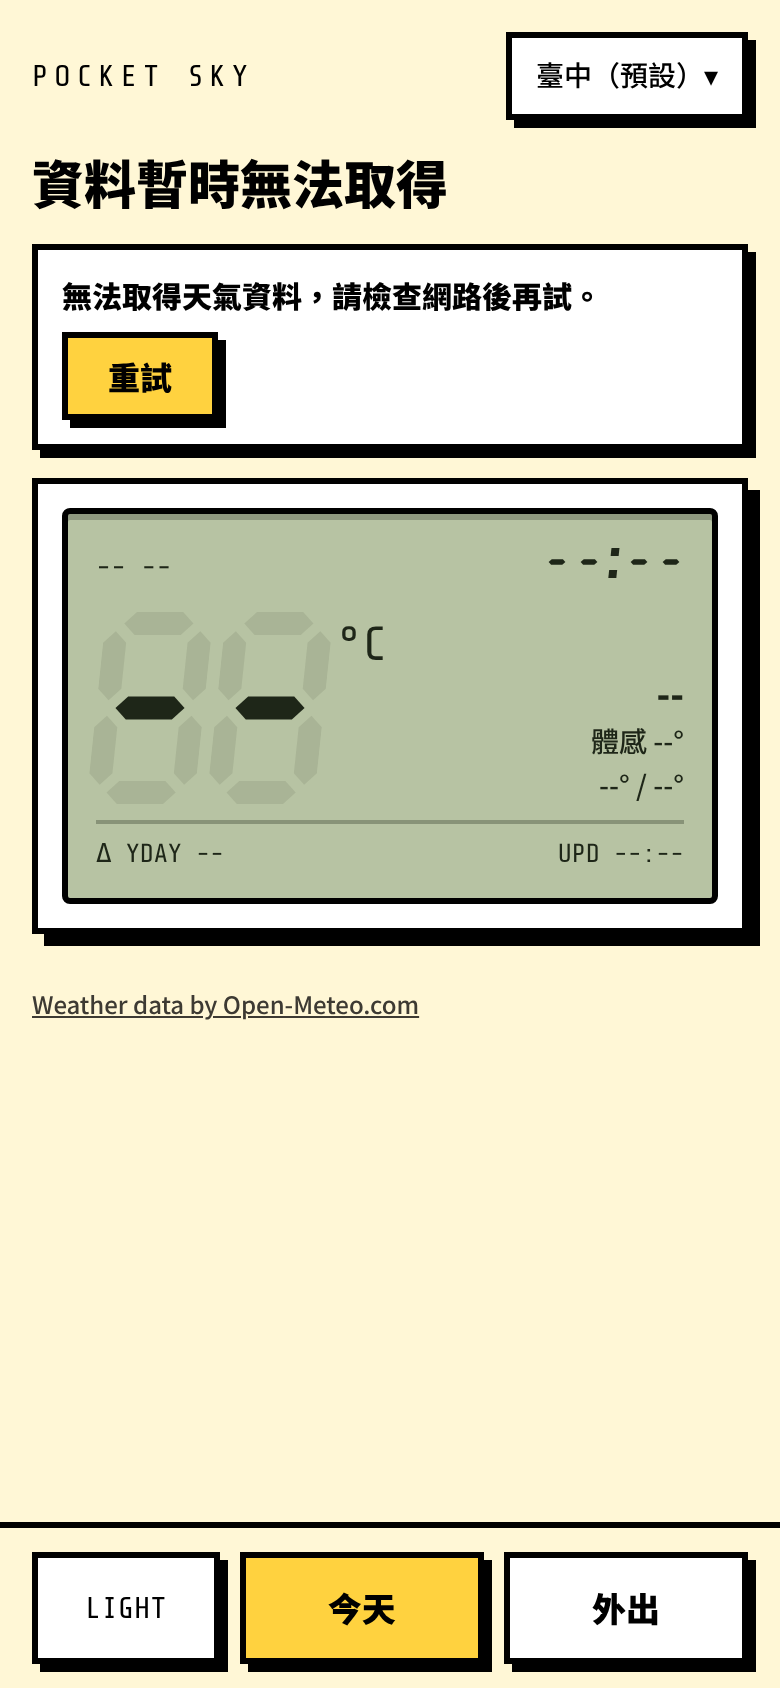 POCKET SKY
臺中（預設）▼
資料暫時無法取得
無法取得天氣資料，請檢查網路後再試。
重試
-- --
--:--
-- °C
--
體感 --°
--° / --°
Δ YDAY --
UPD --:--
Weather data by Open-Meteo.com
LIGHT
今天
外出